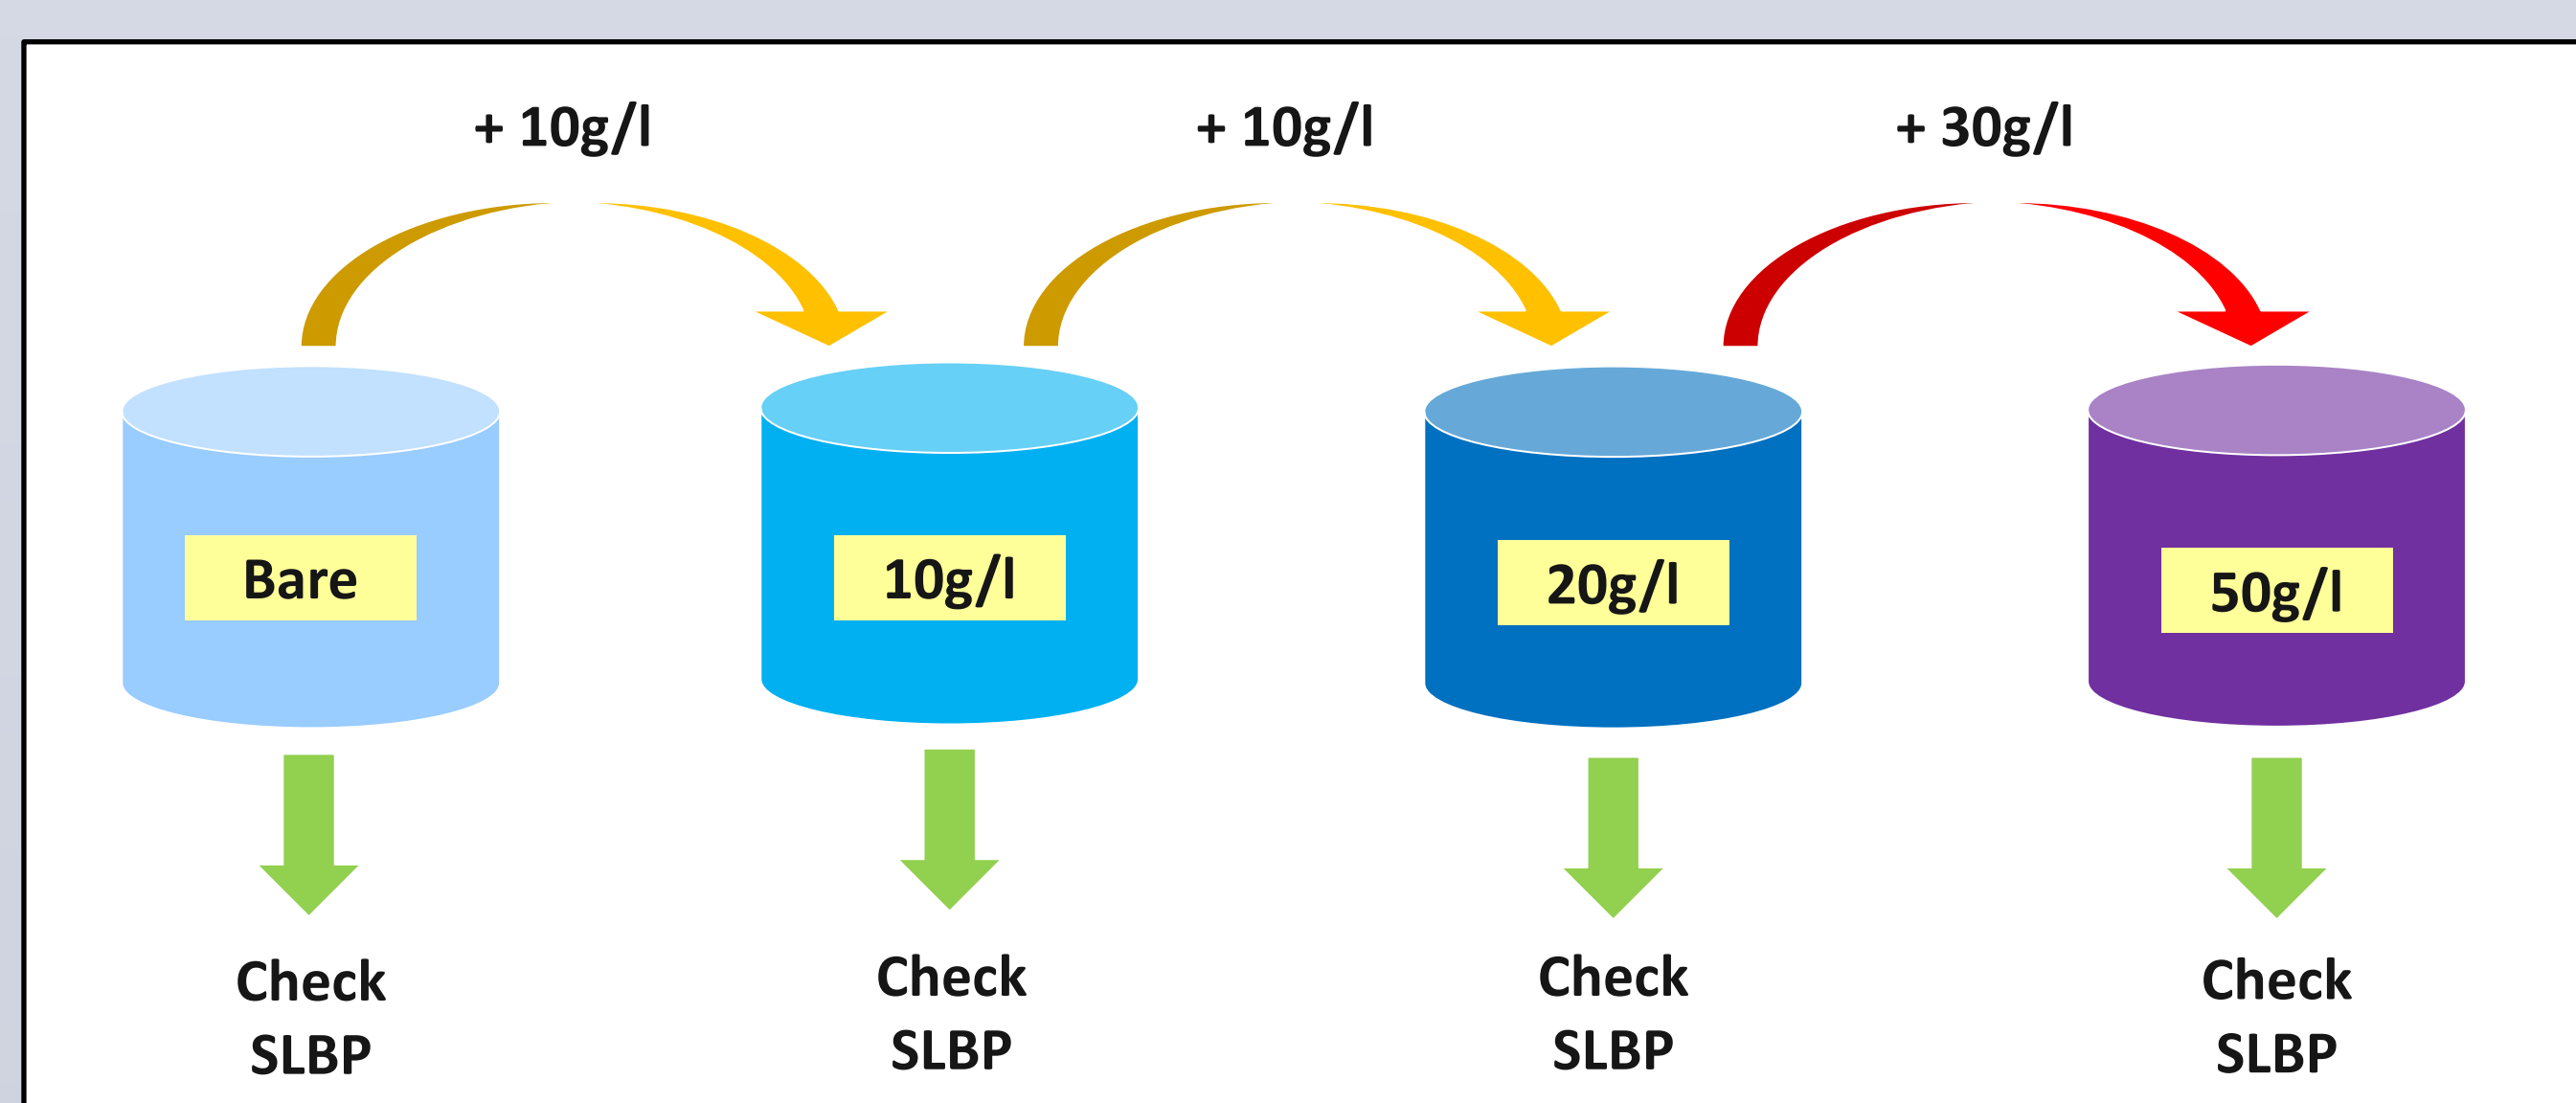 + 10g/l
+ 10g/l
+ 30g/l
Bare
10g/l
20g/l
50g/l
Check
SLBP
Check
SLBP
Check
SLBP
Check
SLBP